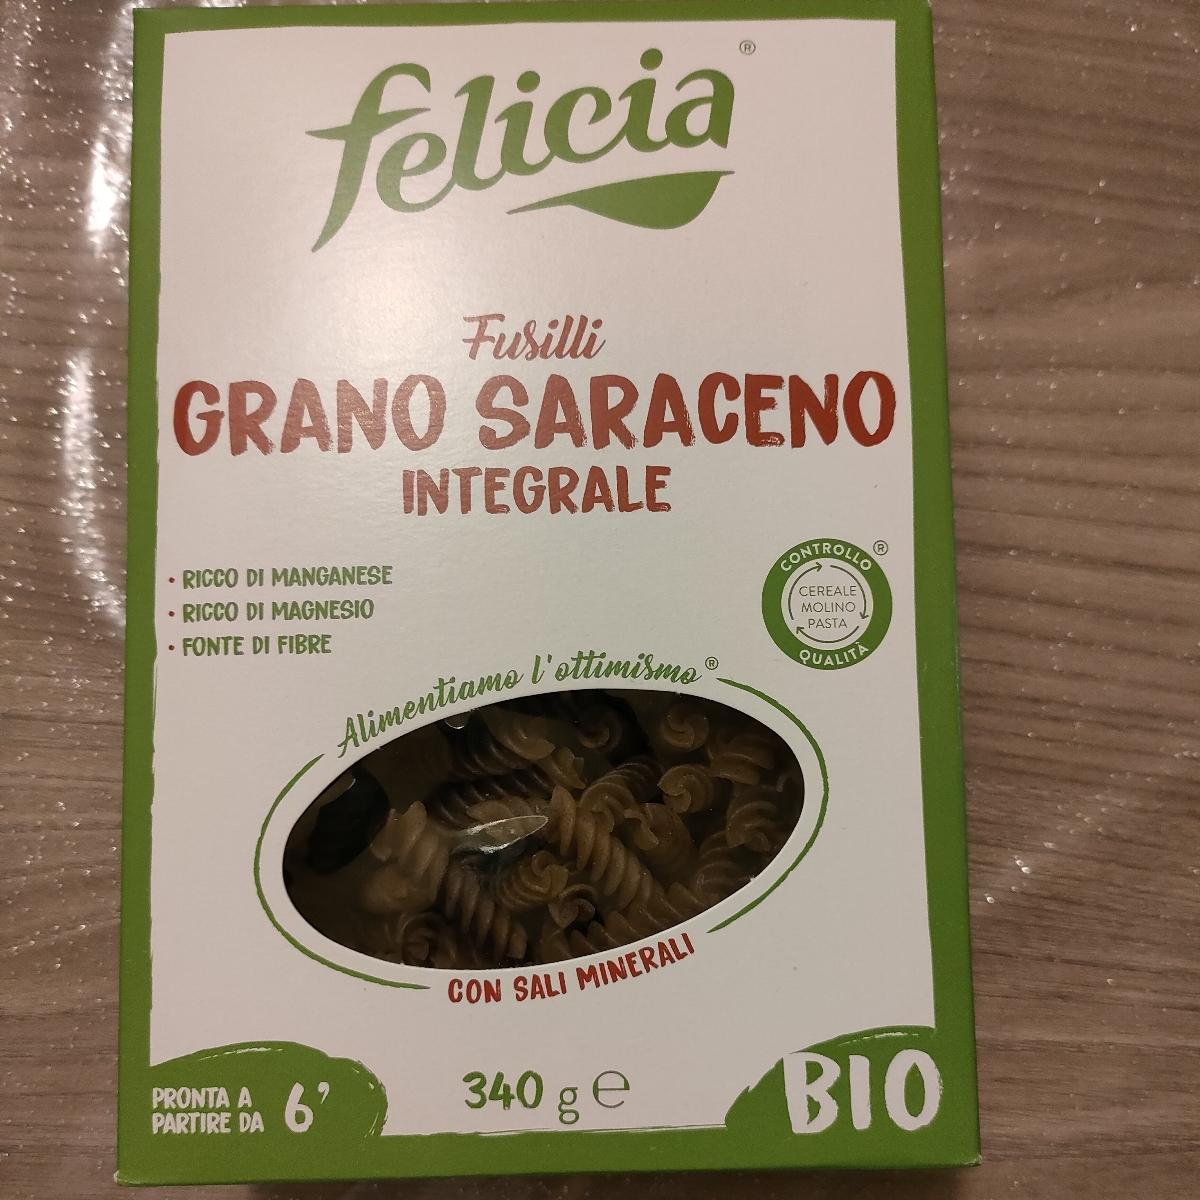 felicia®
Fusilli
GRANO SARACENO
INTEGRALE
• RICCO DI MANGANESE
• RICCO DI MAGNESIO
• FONTE DI FIBRE
CONTROLLO ®
CEREALE
MOLINO
PASTA
QUALITÀ
Alimentiamo l'ottimismo®
CON SALI MINERALI
PRONTA A
PARTIRE DA 6'
340 g ℮
BIO